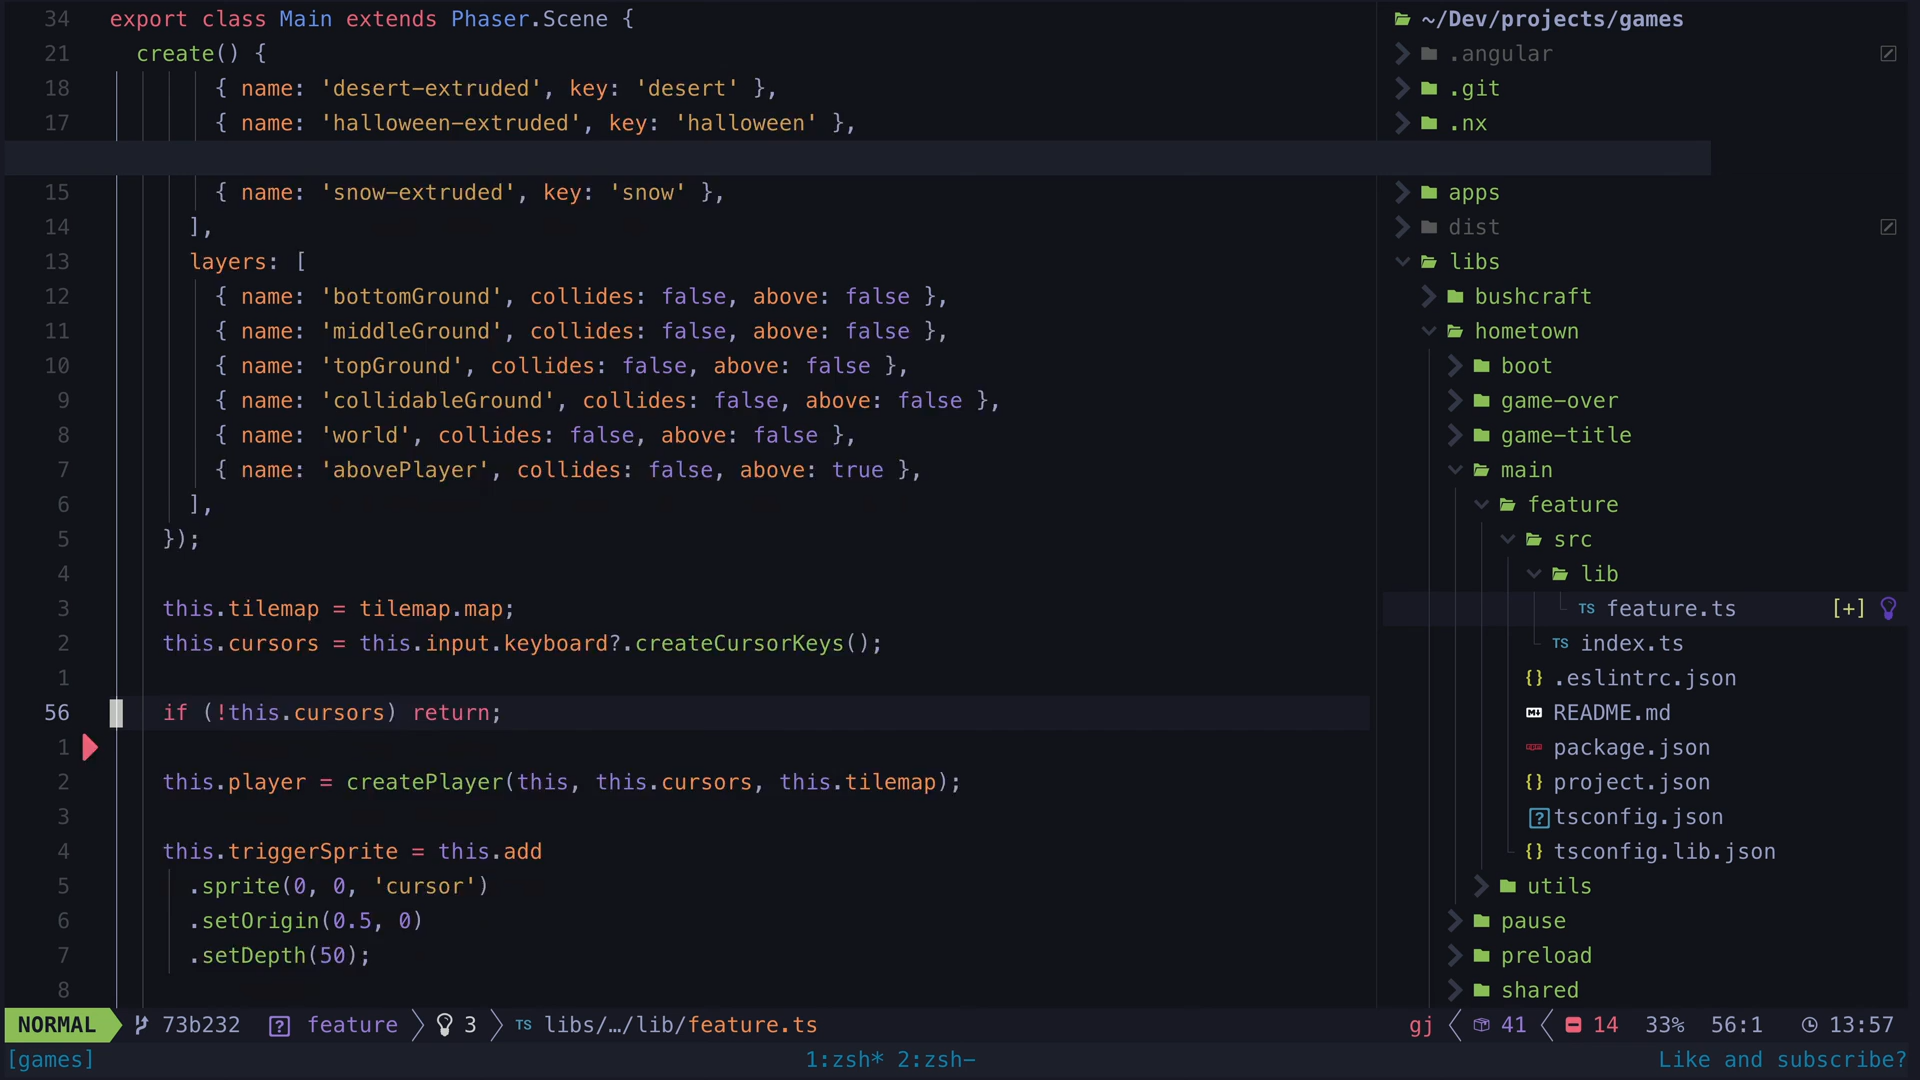 34 export class Main extends Phaser.Scene {
21 create() {
18 { name: 'desert-extruded', key: 'desert' },
17 { name: 'halloween-extruded', key: 'halloween' },
15 { name: 'snow-extruded', key: 'snow' },
14 ],
13 layers: [
12 { name: 'bottomGround', collides: false, above: false },
11 { name: 'middleGround', collides: false, above: false },
10 { name: 'topGround', collides: false, above: false },
9 { name: 'collidableGround', collides: false, above: false },
8 { name: 'world', collides: false, above: false },
7 { name: 'abovePlayer', collides: false, above: true },
6 ],
5 });
4
3 this.tilemap = tilemap.map;
2 this.cursors = this.input.keyboard?.createCursorKeys();
1
56 if (!this.cursors) return;
1
2 this.player = createPlayer(this, this.cursors, this.tilemap);
3
4 this.triggerSprite = this.add
5 .sprite(0, 0, 'cursor')
6 .setOrigin(0.5, 0)
7 .setDepth(50);
8
~/Dev/projects/games
.angular
.git
.nx
apps
dist
libs
bushcraft
hometown
boot
game-over
game-title
main
feature
src
lib
TS feature.ts [+]
TS index.ts
{} .eslintrc.json
README.md
package.json
{} project.json
[?] tsconfig.json
{} tsconfig.lib.json
utils
pause
preload
shared
NORMAL 73b232 [?] feature 3 TS libs/…/lib/feature.ts gj 41 14 33% 56:1 13:57
[games] 1:zsh* 2:zsh- Like and subscribe?